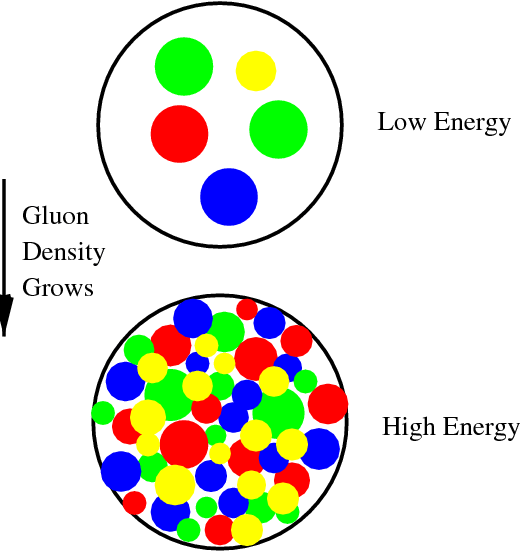 Low Energy
Gluon
Density
Grows
High Energy